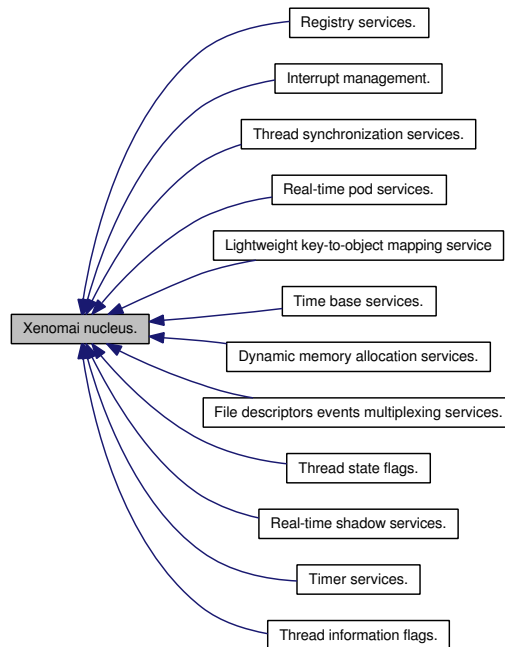 Registry services.
Interrupt management.
Thread synchronization services.
Real-time pod services.
Lightweight key-to-object mapping service
Time base services.
Xenomai nucleus.
Dynamic memory allocation services.
File descriptors events multiplexing services.
Thread state flags.
Real-time shadow services.
Timer services.
Thread information flags.